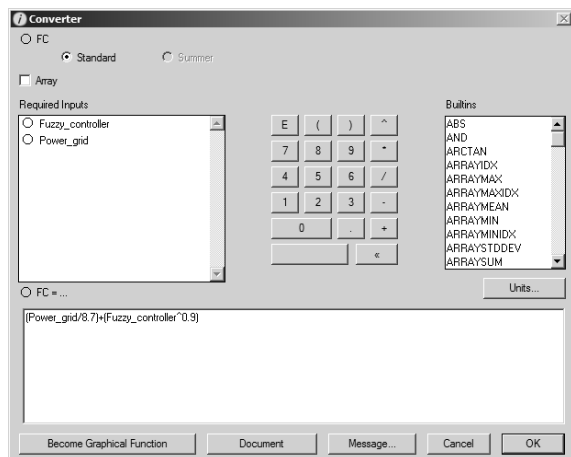 Converter
FC
Standard Summer
Array
Required Inputs
Fuzzy_controller
Power_grid
E ( ) ^
7 8 9 *
4 5 6 /
1 2 3 -
0 . +
«
Builtins
ABS
AND
ARCTAN
ARRAYIDX
ARRAYMAX
ARRAYMAXIDX
ARRAYMEAN
ARRAYMIN
ARRAYMINIDX
ARRAYSTDDEV
ARRAYSUM
Units...
FC = ...
(Power_grid/8.7)+(Fuzzy_controller^0.9)
Become Graphical Function Document Message... Cancel OK